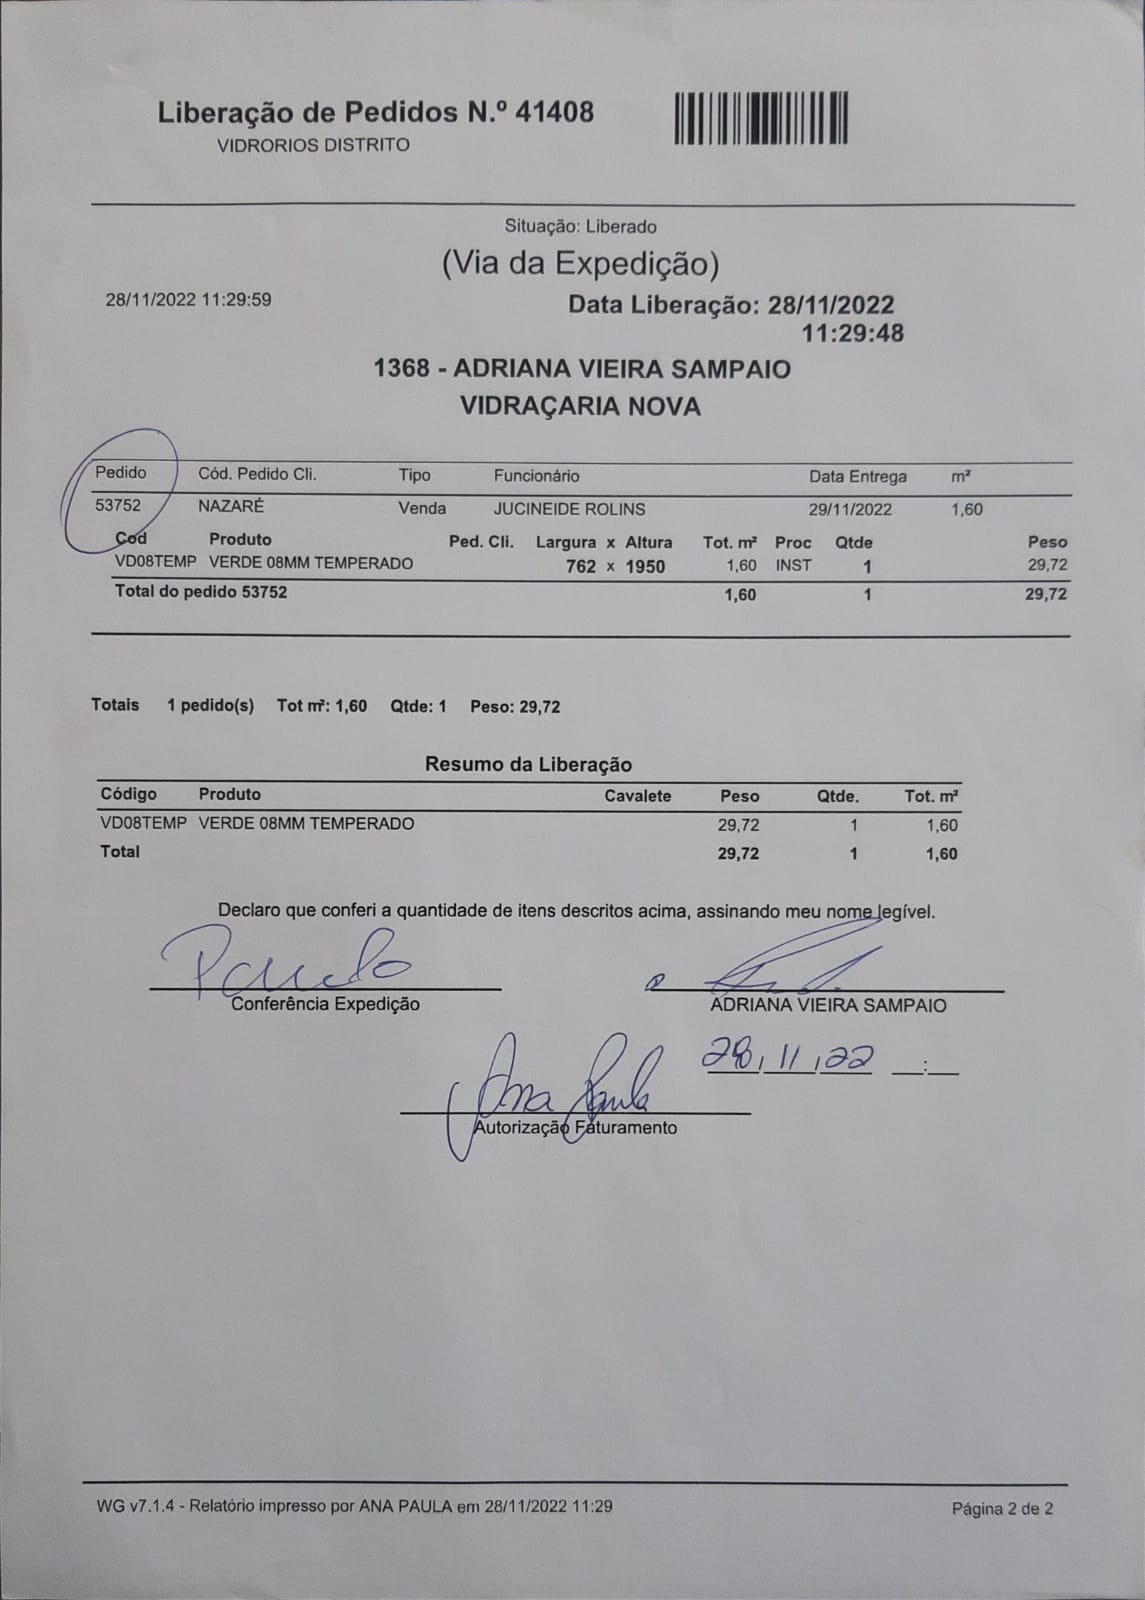 Liberação de Pedidos N.º 41408
VIDRORIOS DISTRITO
Situação: Liberado
(Via da Expedição)
28/11/2022 11:29:59
Data Liberação: 28/11/2022
11:29:48
1368 - ADRIANA VIEIRA SAMPAIO
VIDRAÇARIA NOVA
Pedido Cód. Pedido Cli. Tipo Funcionário Data Entrega m²
53752 NAZARÉ Venda JUCINEIDE ROLINS 29/11/2022 1,60
Cod Produto Ped. Cli. Largura x Altura Tot. m² Proc Qtde Peso
VD08TEMP VERDE 08MM TEMPERADO 762 x 1950 1,60 INST 1 29,72
Total do pedido 53752 1,60 1 29,72
Totais 1 pedido(s) Tot m²: 1,60 Qtde: 1 Peso: 29,72
Resumo da Liberação
Código Produto Cavalete Peso Qtde. Tot. m²
VD08TEMP VERDE 08MM TEMPERADO 29,72 1 1,60
Total 29,72 1 1,60
Declaro que conferi a quantidade de itens descritos acima, assinando meu nome legível.
Paulo
Conferência Expedição
ADRIANA VIEIRA SAMPAIO
28/11/22 __:__
Ana Paula
Autorização Faturamento
WG v7.1.4 - Relatório impresso por ANA PAULA em 28/11/2022 11:29
Página 2 de 2